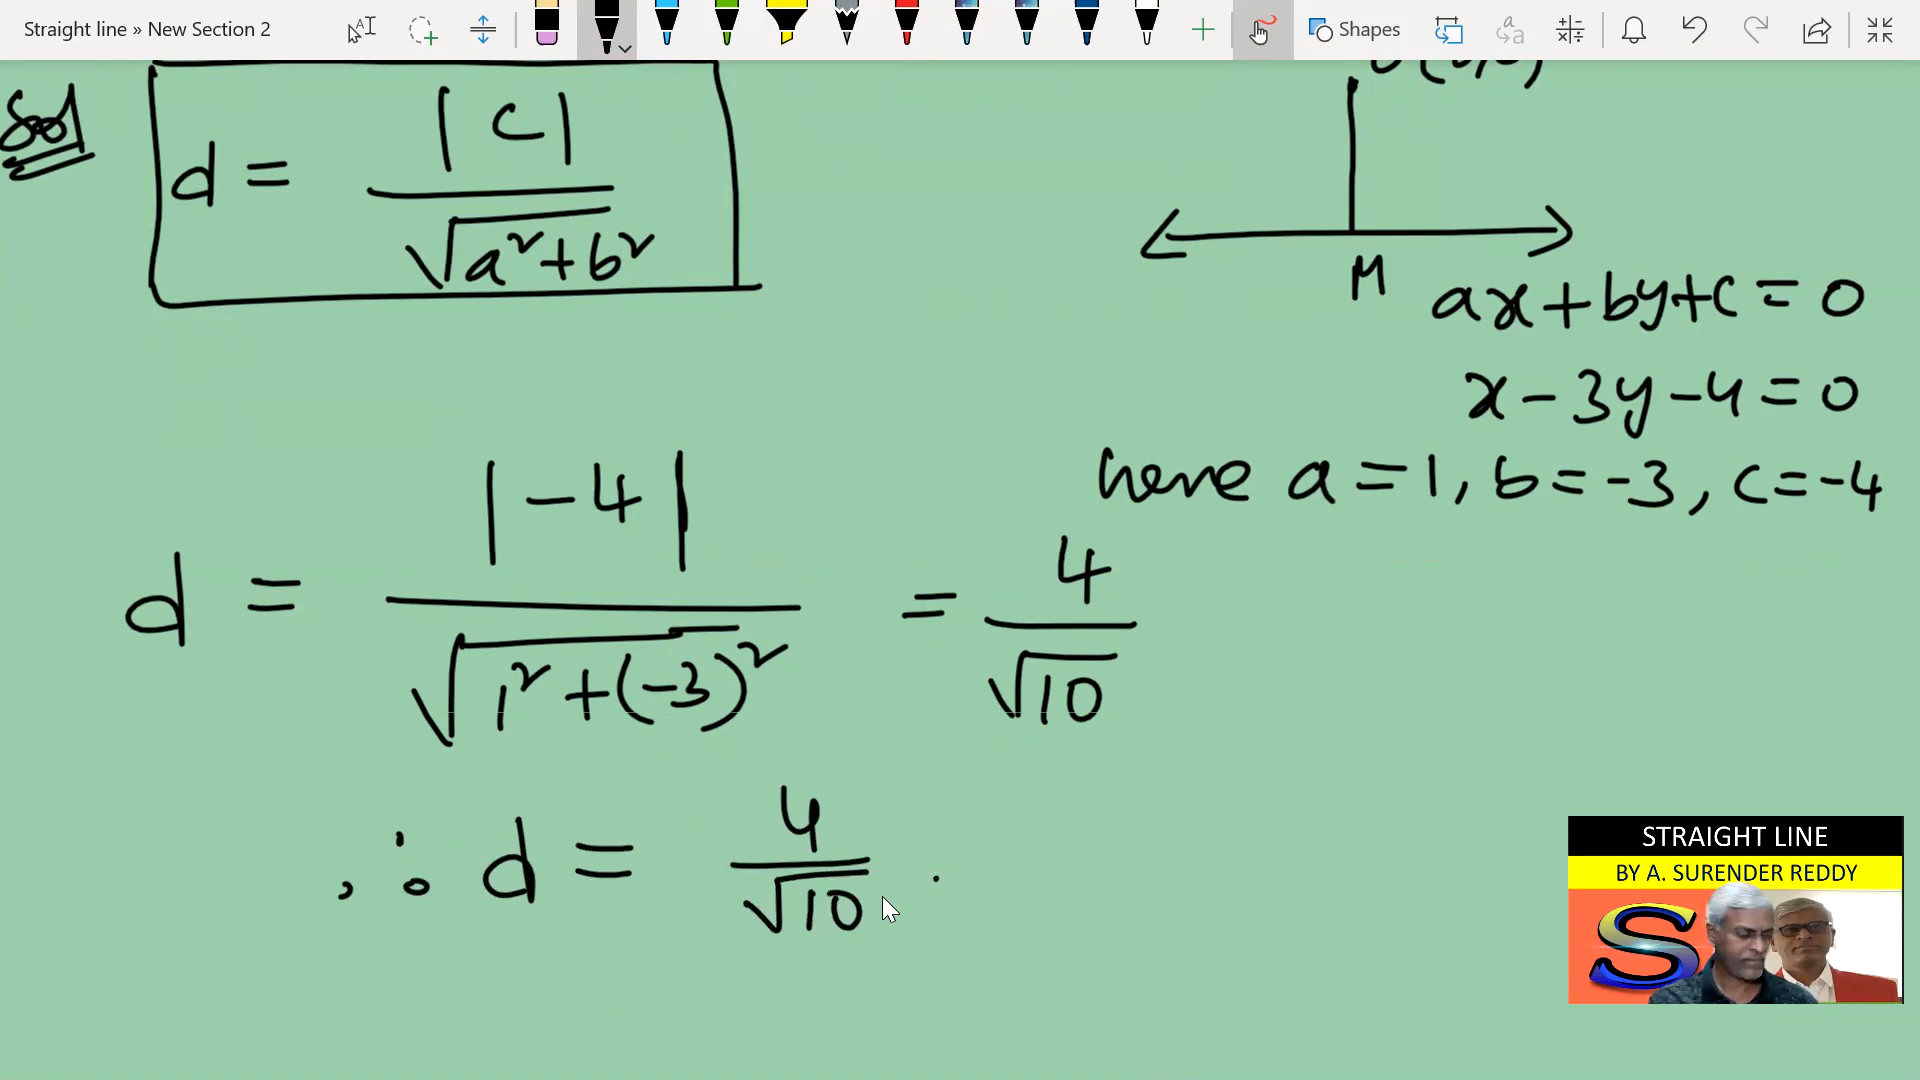 Straight line » New Section 2
Shapes
Sol
d = |c| / √(a²+b²)
M
ax+by+c=0
x-3y-4=0
here a=1, b=-3, c=-4
d = |-4| / √(1²+(-3)²) = 4/√10
∴ d = 4/√10 .
STRAIGHT LINE
BY A. SURENDER REDDY
S